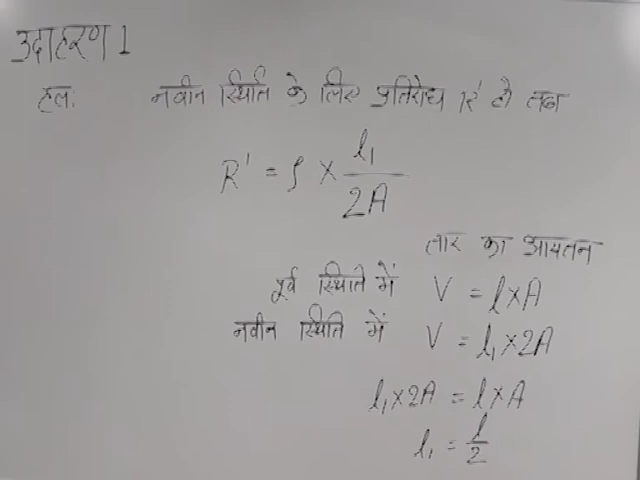 उदाहरण 1
हल: नवीन स्थिति के लिए प्रतिरोध R' हो तब
R' = ρ × l₁/2A
तार का आयतन
पूर्व स्थिति में V = l × A
नवीन स्थिति में V = l₁ × 2A
l₁ × 2A = l × A
l₁ = l/2